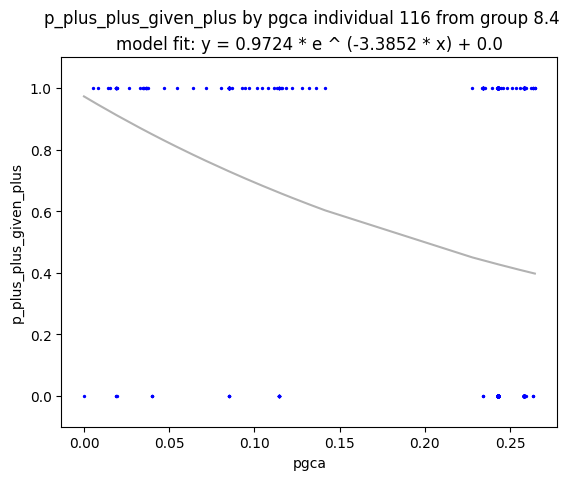 p_plus_plus_given_plus by pgca individual 116 from group 8.4
model fit: y = 0.9724 * e ^ (-3.3852 * x) + 0.0
1.0
0.8
0.6
0.4
0.2
0.0
p_plus_plus_given_plus
0.00 0.05 0.10 0.15 0.20 0.25
pgca